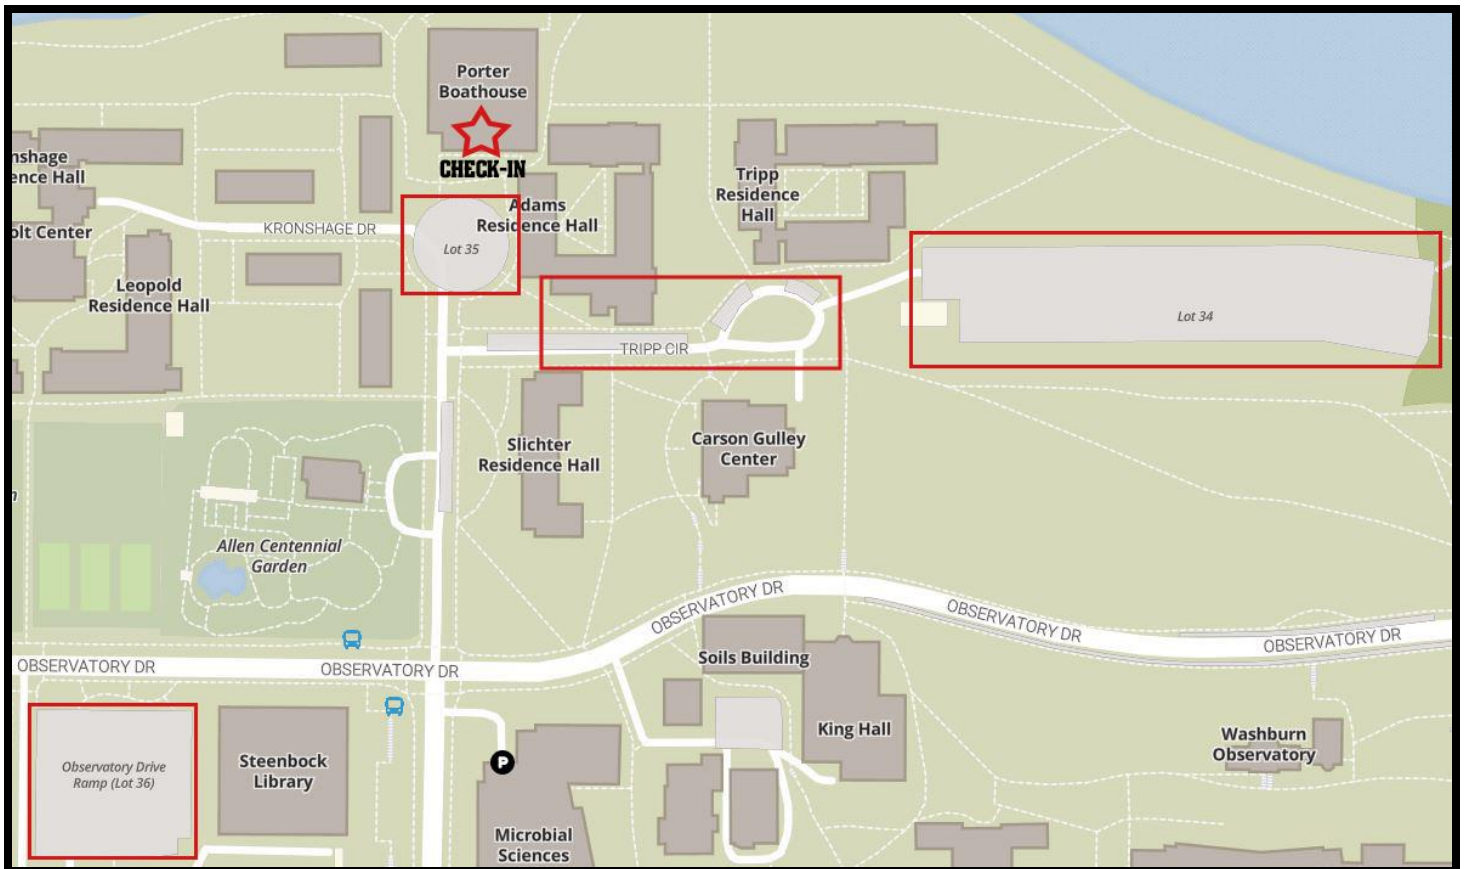 Porter
Boathouse
CHECK-IN
nshage
ence Hall
olt Center
KRONSHAGE DR
Lot 35
Adams
Residence Hall
Tripp
Residence
Hall
Leopold
Residence Hall
Lot 34
TRIPP CIR
Slichter
Residence Hall
Carson Gulley
Center
n
Allen Centennial
Garden
OBSERVATORY DR
OBSERVATORY DR
OBSERVATORY DR
OBSERVATORY DR
OBSERVATORY DR
Soils Building
King Hall
Washburn
Observatory
Observatory Drive
Ramp (Lot 36)
Steenbock
Library
P
Microbial
Sciences